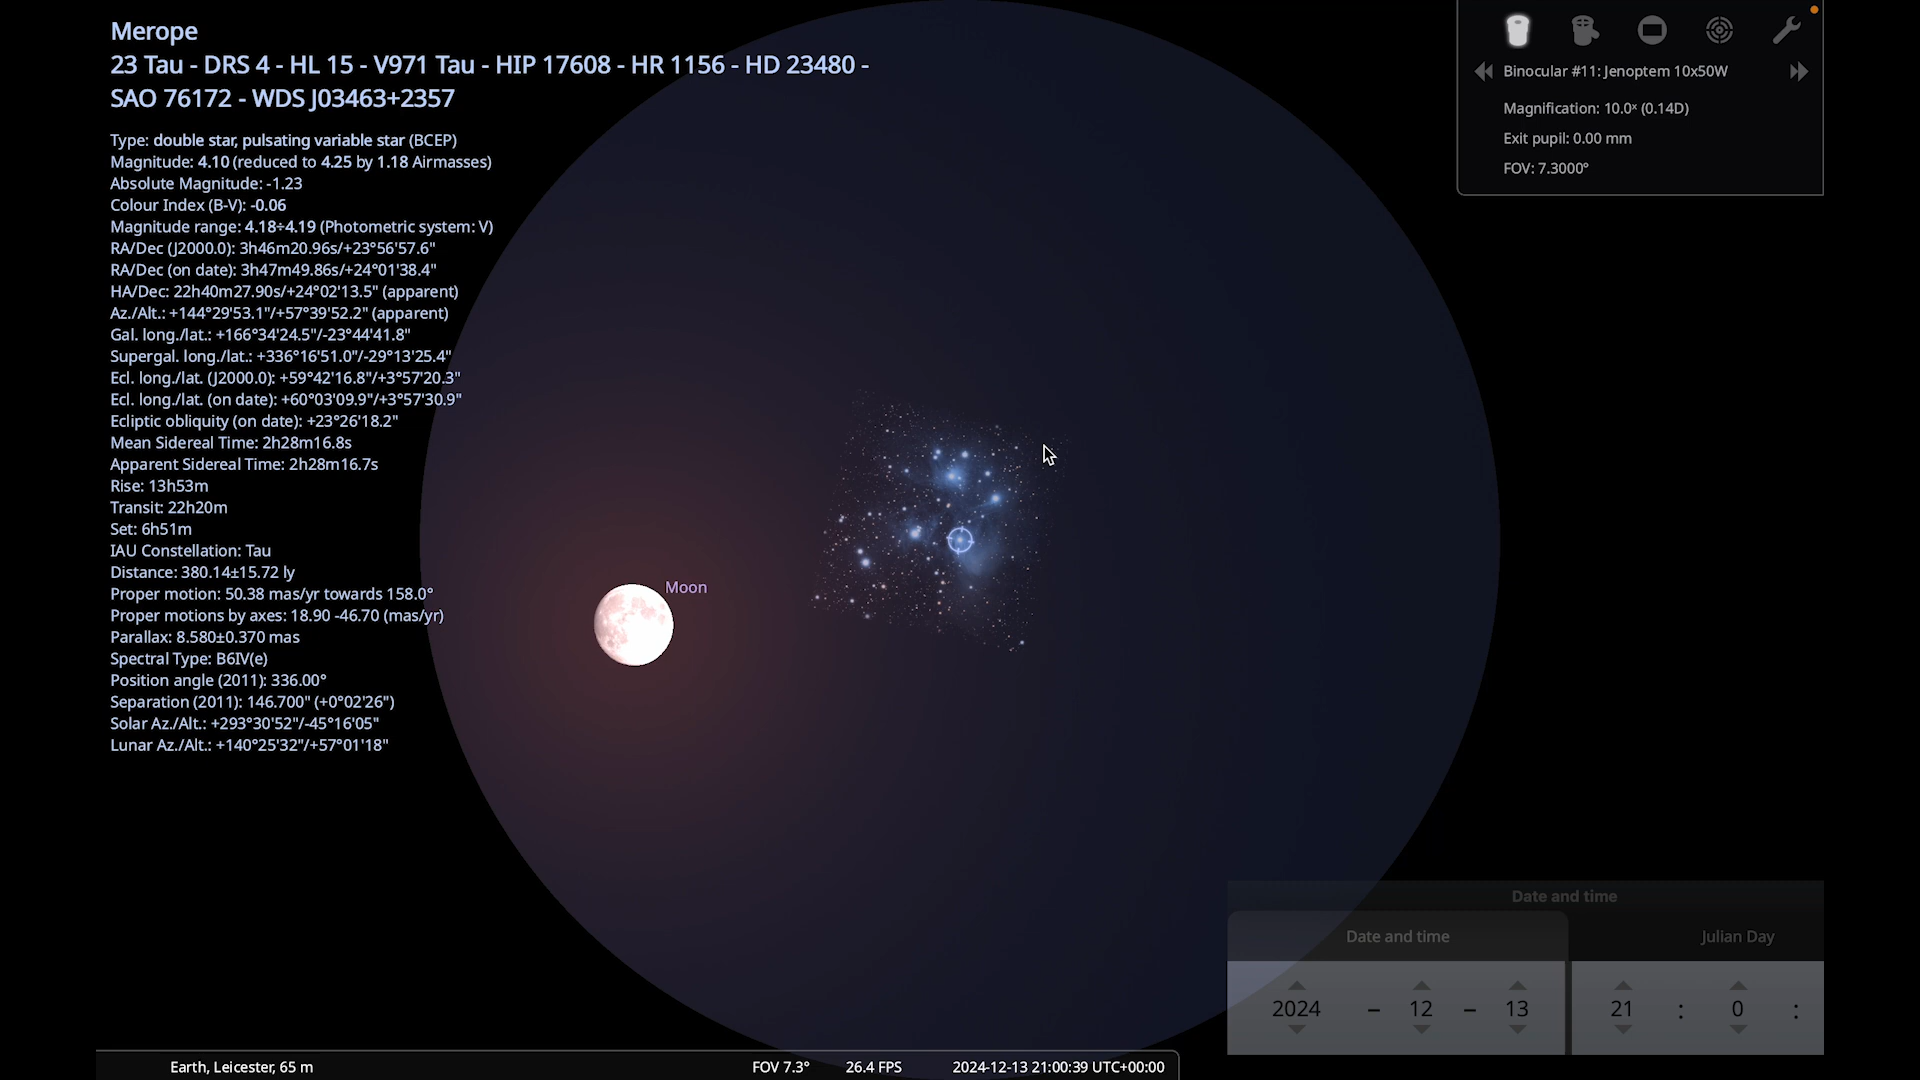 Merope
23 Tau - DRS 4 - HL 15 - V971 Tau - HIP 17608 - HR 1156 - HD 23480 -
SAO 76172 - WDS J03463+2357
Type: double star, pulsating variable star (BCEP)
Magnitude: 4.10 (reduced to 4.25 by 1.18 Airmasses)
Absolute Magnitude: -1.23
Colour Index (B-V): -0.06
Magnitude range: 4.18÷4.19 (Photometric system: V)
RA/Dec (J2000.0): 3h46m20.96s/+23°56'57.6"
RA/Dec (on date): 3h47m49.86s/+24°01'38.4"
HA/Dec: 22h40m27.90s/+24°02'13.5" (apparent)
Az./Alt.: +144°29'53.1"/+57°39'52.2" (apparent)
Gal. long./lat.: +166°34'24.5"/-23°44'41.8"
Supergal. long./lat.: +336°16'51.0"/-29°13'25.4"
Ecl. long./lat. (J2000.0): +59°42'16.8"/+3°57'20.3"
Ecl. long./lat. (on date): +60°03'09.9"/+3°57'30.9"
Ecliptic obliquity (on date): +23°26'18.2"
Mean Sidereal Time: 2h28m16.8s
Apparent Sidereal Time: 2h28m16.7s
Rise: 13h53m
Transit: 22h20m
Set: 6h51m
IAU Constellation: Tau
Distance: 380.14±15.72 ly
Proper motion: 50.38 mas/yr towards 158.0°
Proper motions by axes: 18.90 -46.70 (mas/yr)
Parallax: 8.580±0.370 mas
Spectral Type: B6IV(e)
Position angle (2011): 336.00°
Separation (2011): 146.700" (+0°02'26")
Solar Az./Alt.: +293°30'52"/-45°16'05"
Lunar Az./Alt.: +140°25'32"/+57°01'18"
Binocular #11: Jenoptem 10x50W
Magnification: 10.0ˣ (0.14D)
Exit pupil: 0.00 mm
FOV: 7.3000°
Moon
Date and time
Date and time Julian Day
2024 – 12 – 13 21 : 0 :
Earth, Leicester, 65 m FOV 7.3° 26.4 FPS 2024-12-13 21:00:39 UTC+00:00